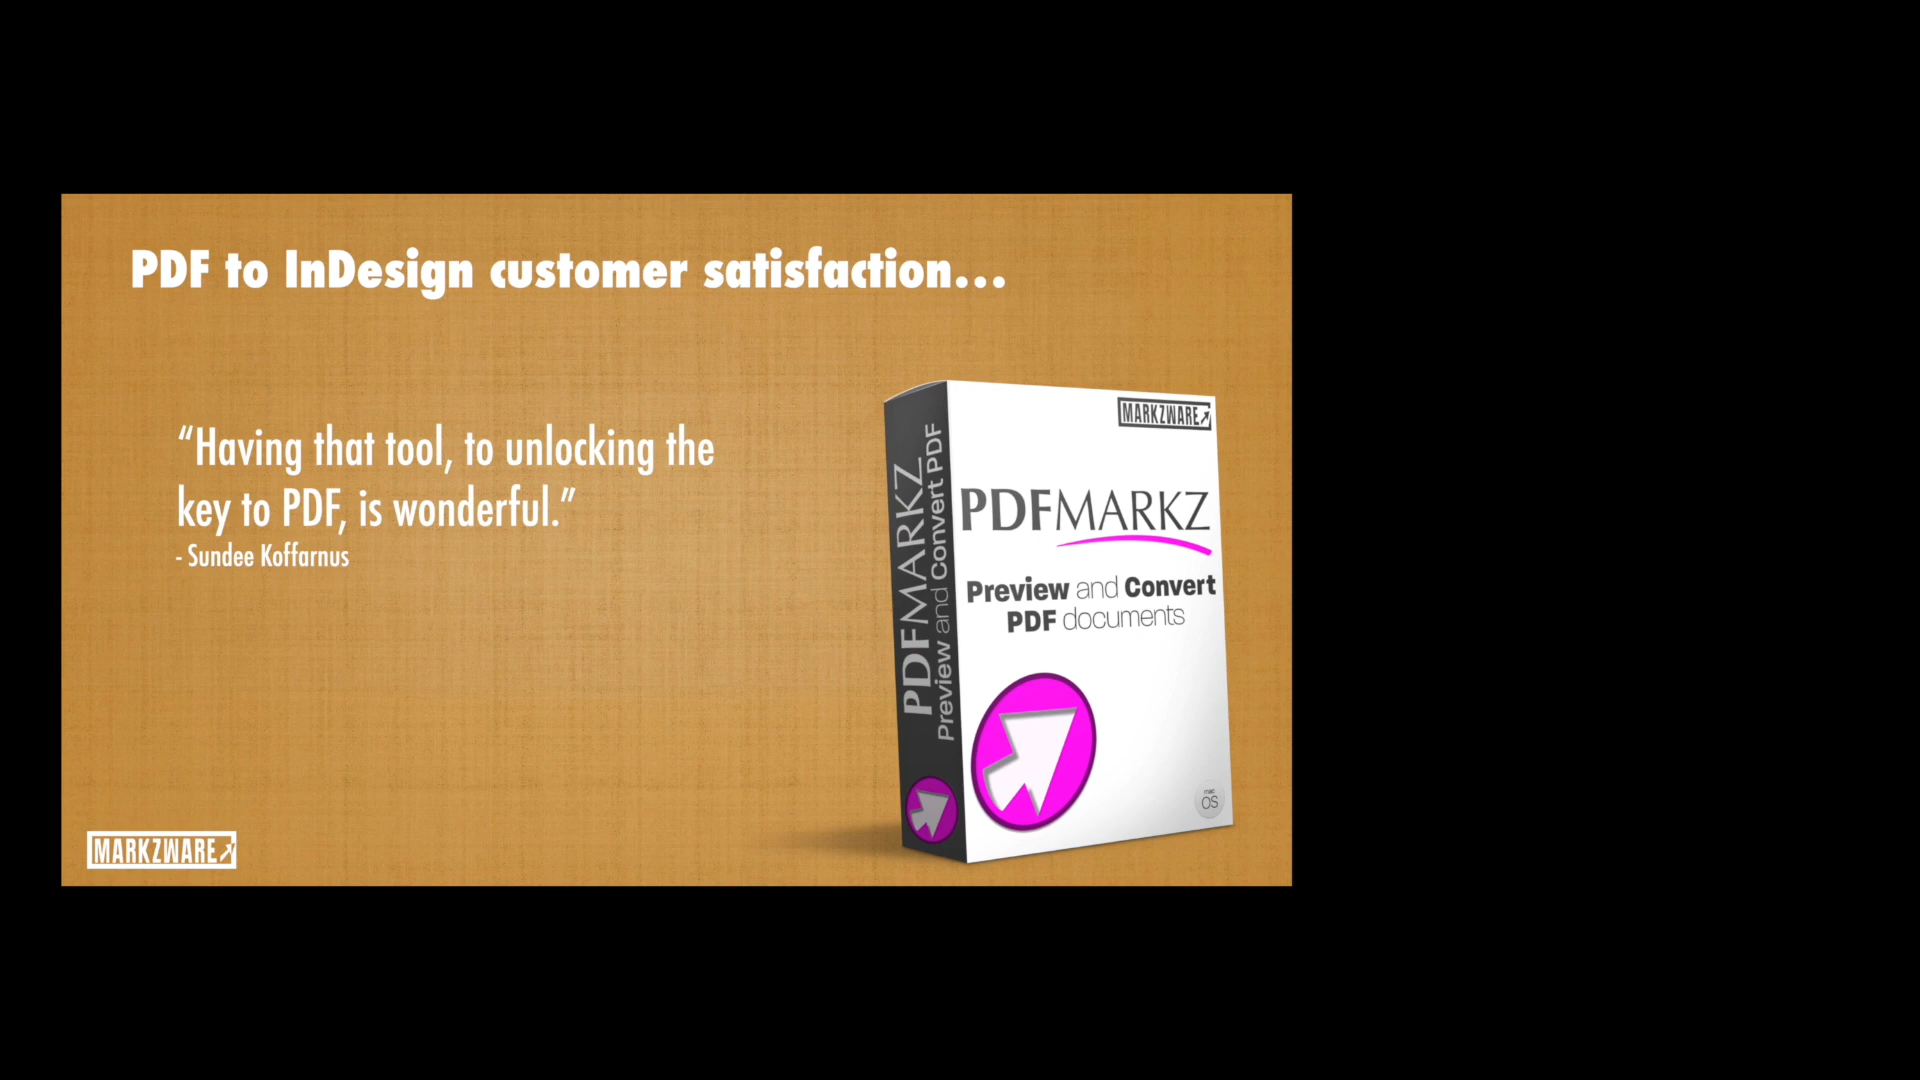 PDF to InDesign customer satisfaction...
“Having that tool, to unlocking the
key to PDF, is wonderful.”
- Sundee Koffarnus
MARKZWARE
PDFMARKZ
Preview and Convert PDF
MARKZWARE
PDFMARKZ
Preview and Convert
PDF documents
mac
OS